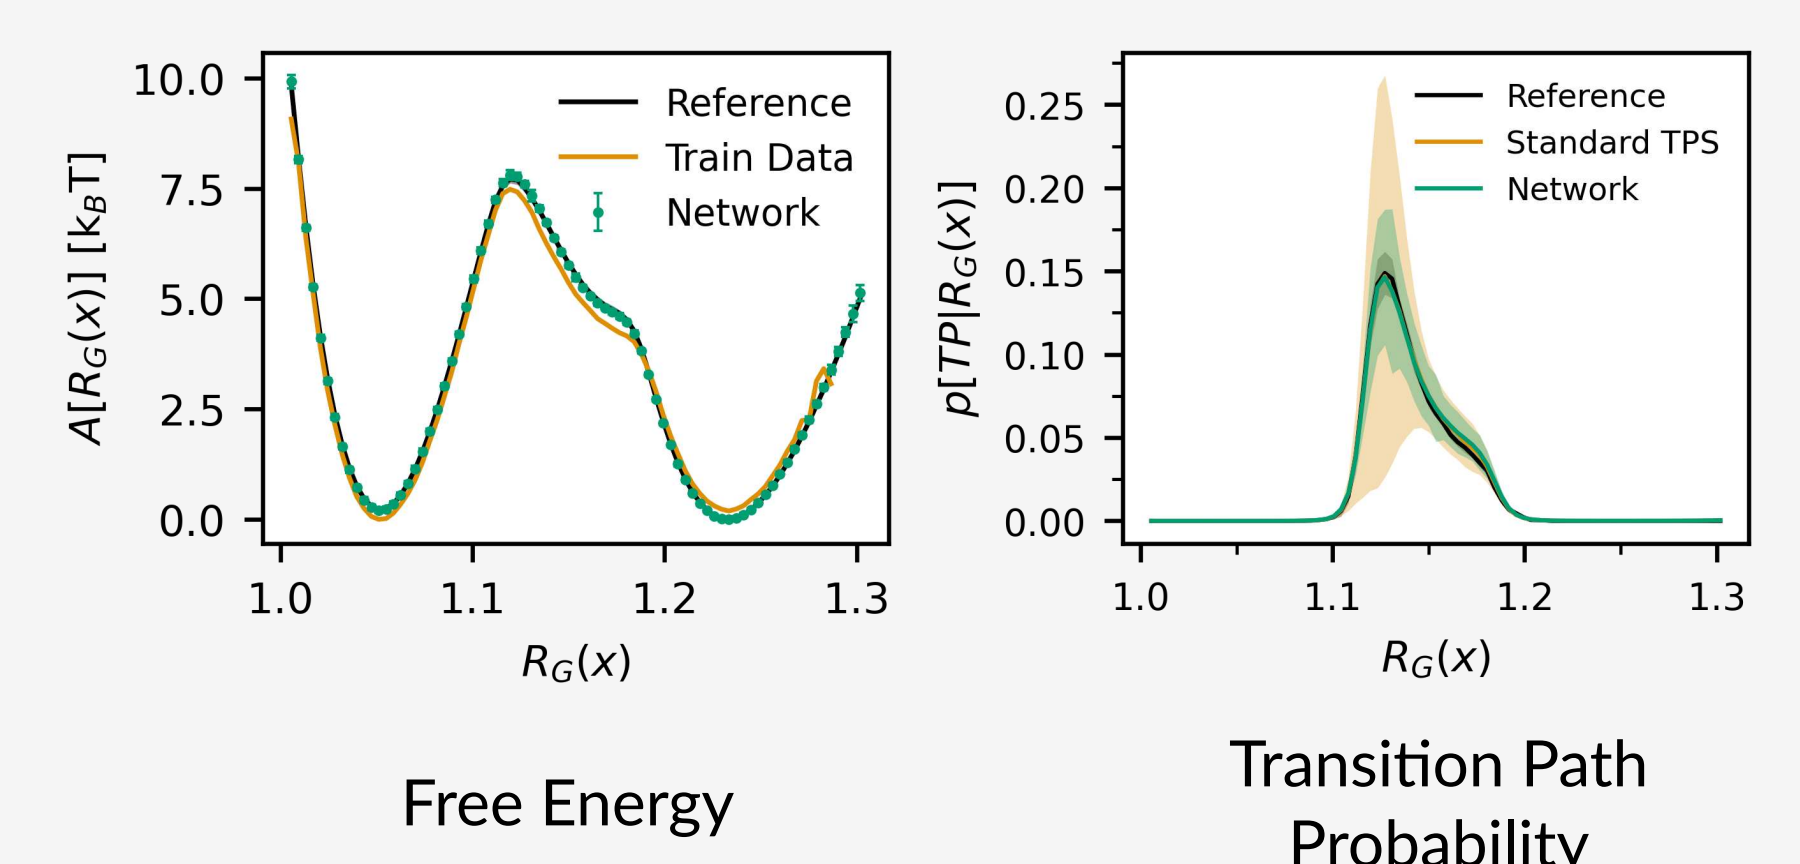 10.0
7.5
5.0
2.5
0.0
A[R_G(x)] [k_BT]
Reference
Train Data
Network
1.0 1.1 1.2 1.3
R_G(x)
Free Energy
0.25
0.20
0.15
0.10
0.05
0.00
p[TP|R_G(x)]
Reference
Standard TPS
Network
1.0 1.1 1.2 1.3
R_G(x)
Transition Path
Probability